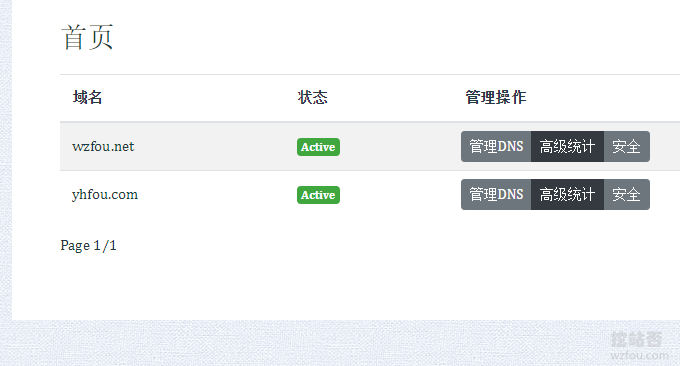 首页
域名 状态 管理操作
wzfou.net Active 管理DNS 高级统计 安全
yhfou.com Active 管理DNS 高级统计 安全
Page 1/1
挖站否
wzfou.com